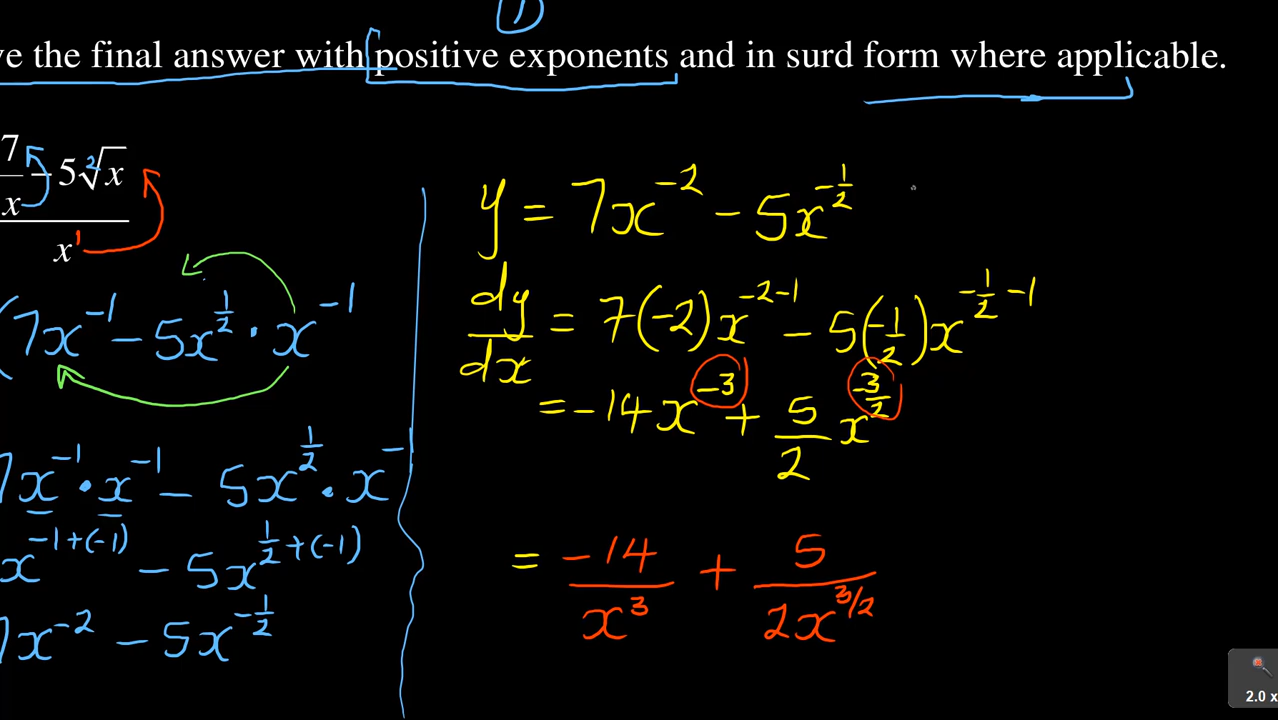 ①
ve the final answer with positive exponents and in surd form where applicable.
7/x − 5²√x
x¹
(7x⁻¹ − 5x^½ · x⁻¹
7x⁻¹ · x⁻¹ − 5x^½ · x⁻
x^(−1+(−1)) − 5x^(½+(−1))
7x⁻² − 5x^(−½)
y = 7x⁻² − 5x^(−½)
dy/dx = 7(−2)x^(−2−1) − 5(−½)x^(−½−1)
= −14x⁻³ + 5/2 x^(−3/2)
= −14/x³ + 5/2x^(3/2)
2.0 x